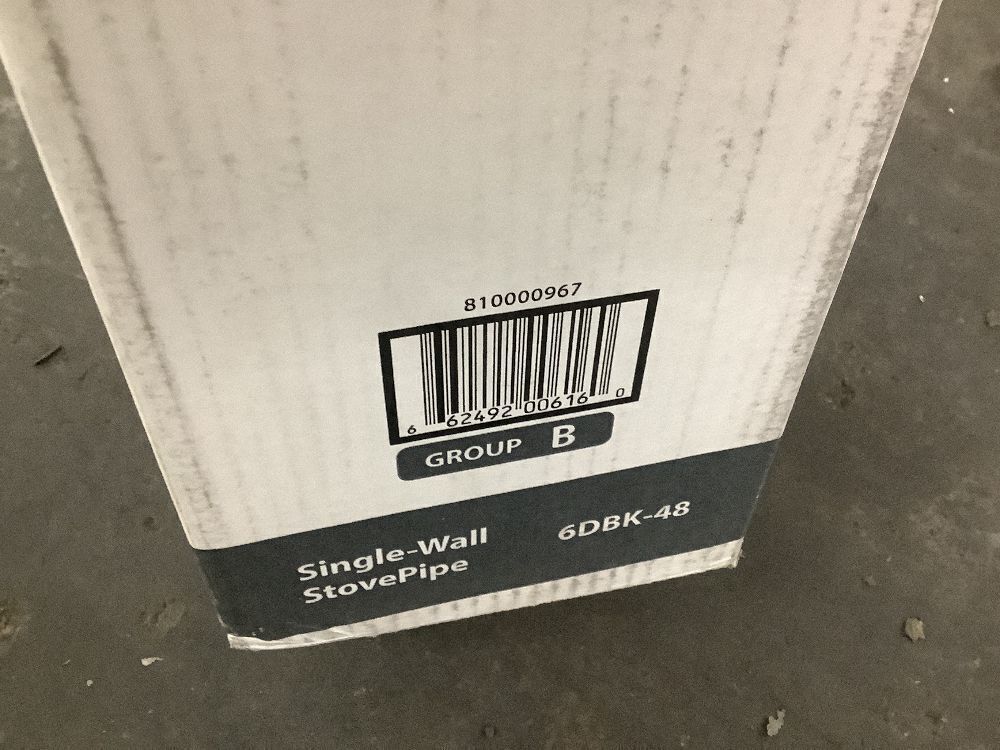 810000967
6 62492 00616 0
GROUP B
Single-Wall 6DBK-48
StovePipe